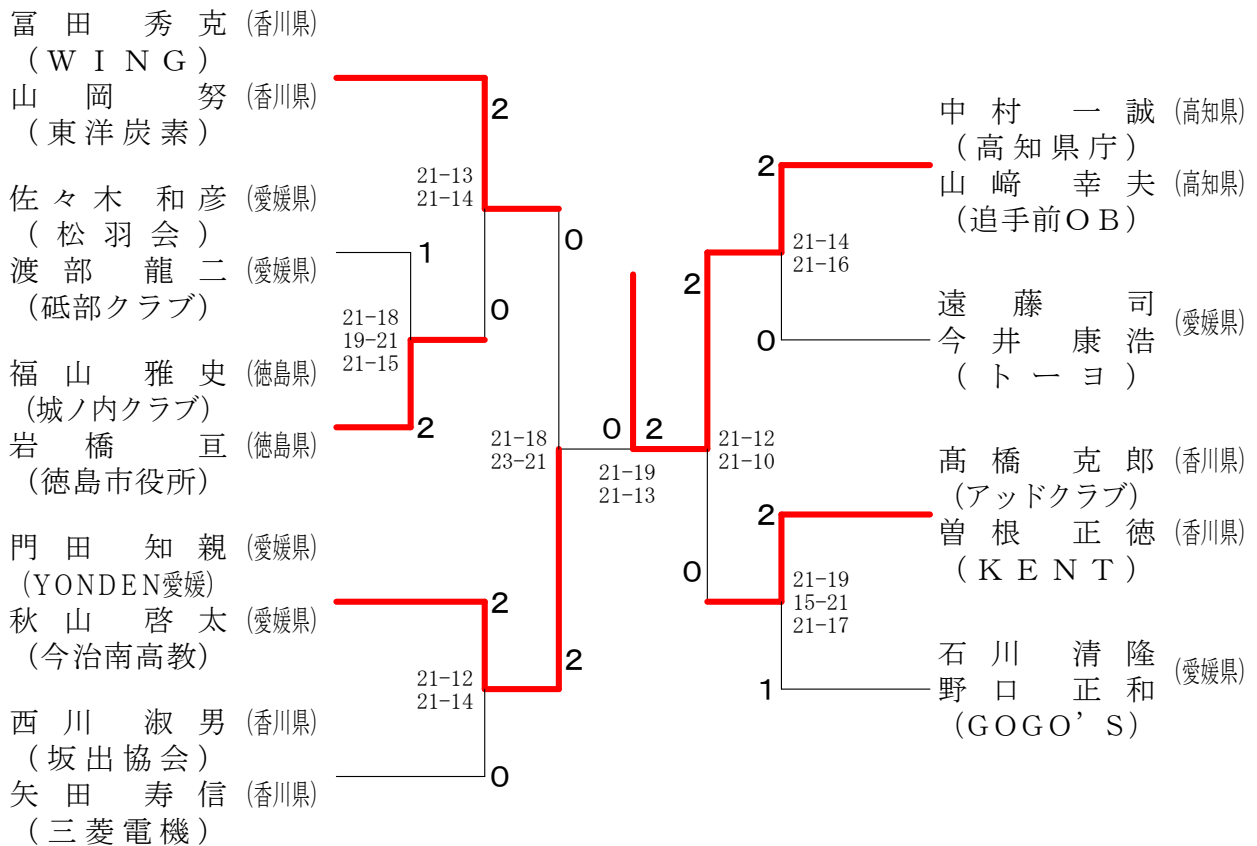 冨田 秀克 (香川県)
(WING)
山岡 努 (香川県)
(東洋炭素)
2
21-13
21-14
佐々木 和彦 (愛媛県)
(松羽会)
渡部 龍二 (愛媛県)
(砥部クラブ)
1
0
0
21-18
19-21
21-15
福山 雅史 (徳島県)
(城ノ内クラブ)
岩橋 亘 (徳島県)
(徳島市役所)
2
21-18
23-21
門田 知親 (愛媛県)
(YONDEN愛媛)
秋山 啓太 (愛媛県)
(今治南高教)
2
2
21-12
21-14
西川 淑男 (香川県)
(坂出協会)
矢田 寿信 (香川県)
(三菱電機)
0
0 2
21-19
21-13
中村 一誠 (高知県)
(高知県庁)
山﨑 幸夫 (高知県)
(追手前OB)
2
21-14
21-16
2
遠藤 司
今井 康浩 (愛媛県)
(トーヨ)
0
21-12
21-10
髙橋 克郎 (香川県)
(アッドクラブ)
曽根 正徳 (香川県)
(KENT)
2
0
21-19
15-21
21-17
石川 清隆
野口 正和 (愛媛県)
(GOGO'S)
1